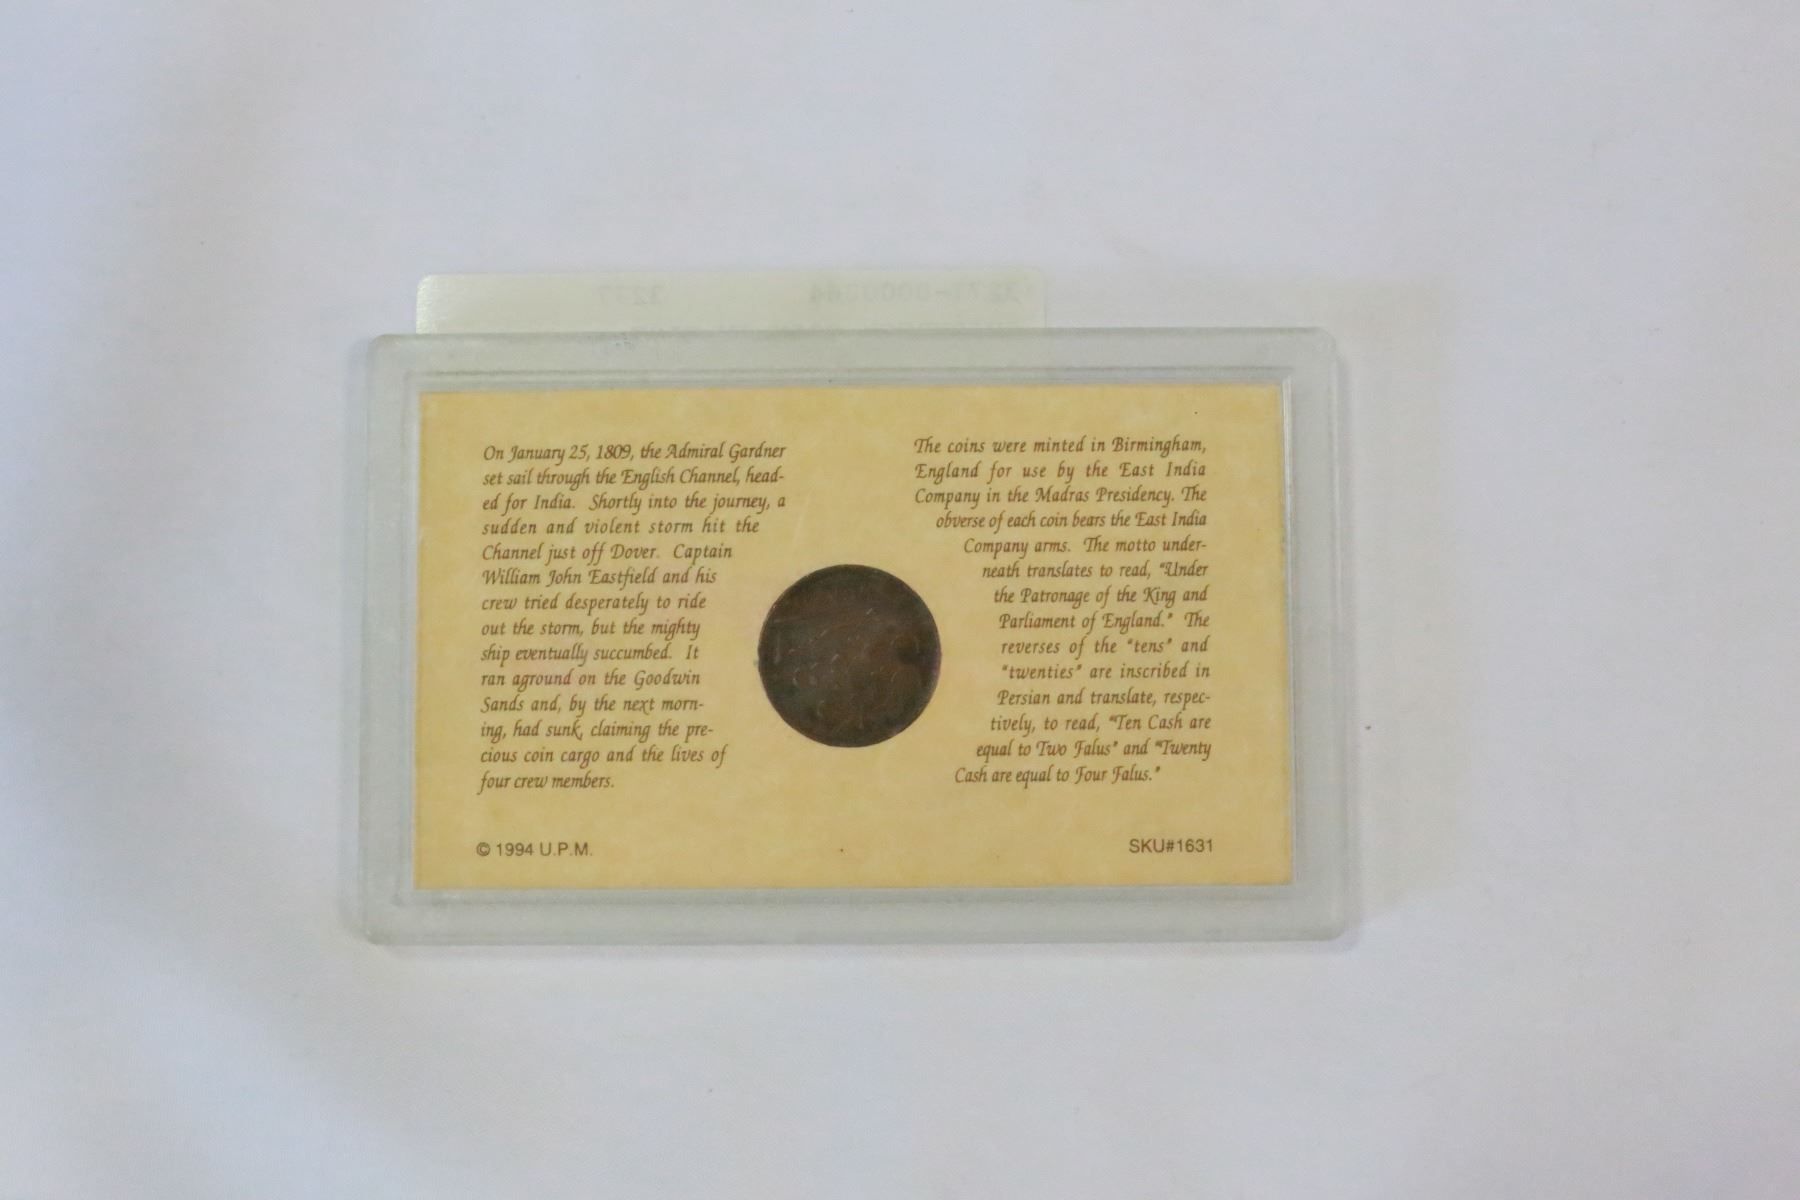 On January 25, 1809, the Admiral Gardner
set sail through the English Channel, head-
ed for India. Shortly into the journey, a
sudden and violent storm hit the
Channel just off Dover. Captain
William John Eastfield and his
crew tried desperately to ride
out the storm, but the mighty
ship eventually succumbed. It
ran aground on the Goodwin
Sands and, by the next morn-
ing, had sunk, claiming the pre-
cious coin cargo and the lives of
four crew members.
© 1994 U.P.M.
The coins were minted in Birmingham,
England for use by the East India
Company in the Madras Presidency. The
obverse of each coin bears the East India
Company arms. The motto under-
neath translates to read, "Under
the Patronage of the King and
Parliament of England." The
reverses of the "tens" and
"twenties" are inscribed in
Persian and translate, respec-
tively, to read, "Ten Cash are
equal to Two Falus" and "Twenty
Cash are equal to Four Falus."
SKU#1631